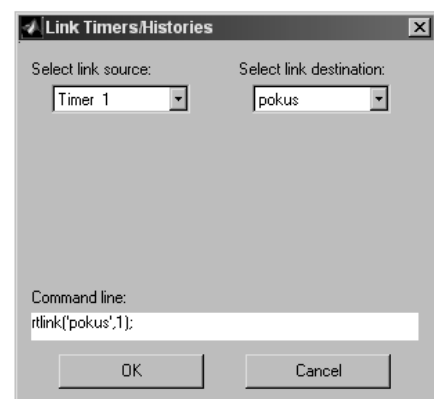 Link Timers/Histories
Select link source: Select link destination:
Timer 1 pokus
Command line:
rtlink('pokus',1);
OK Cancel